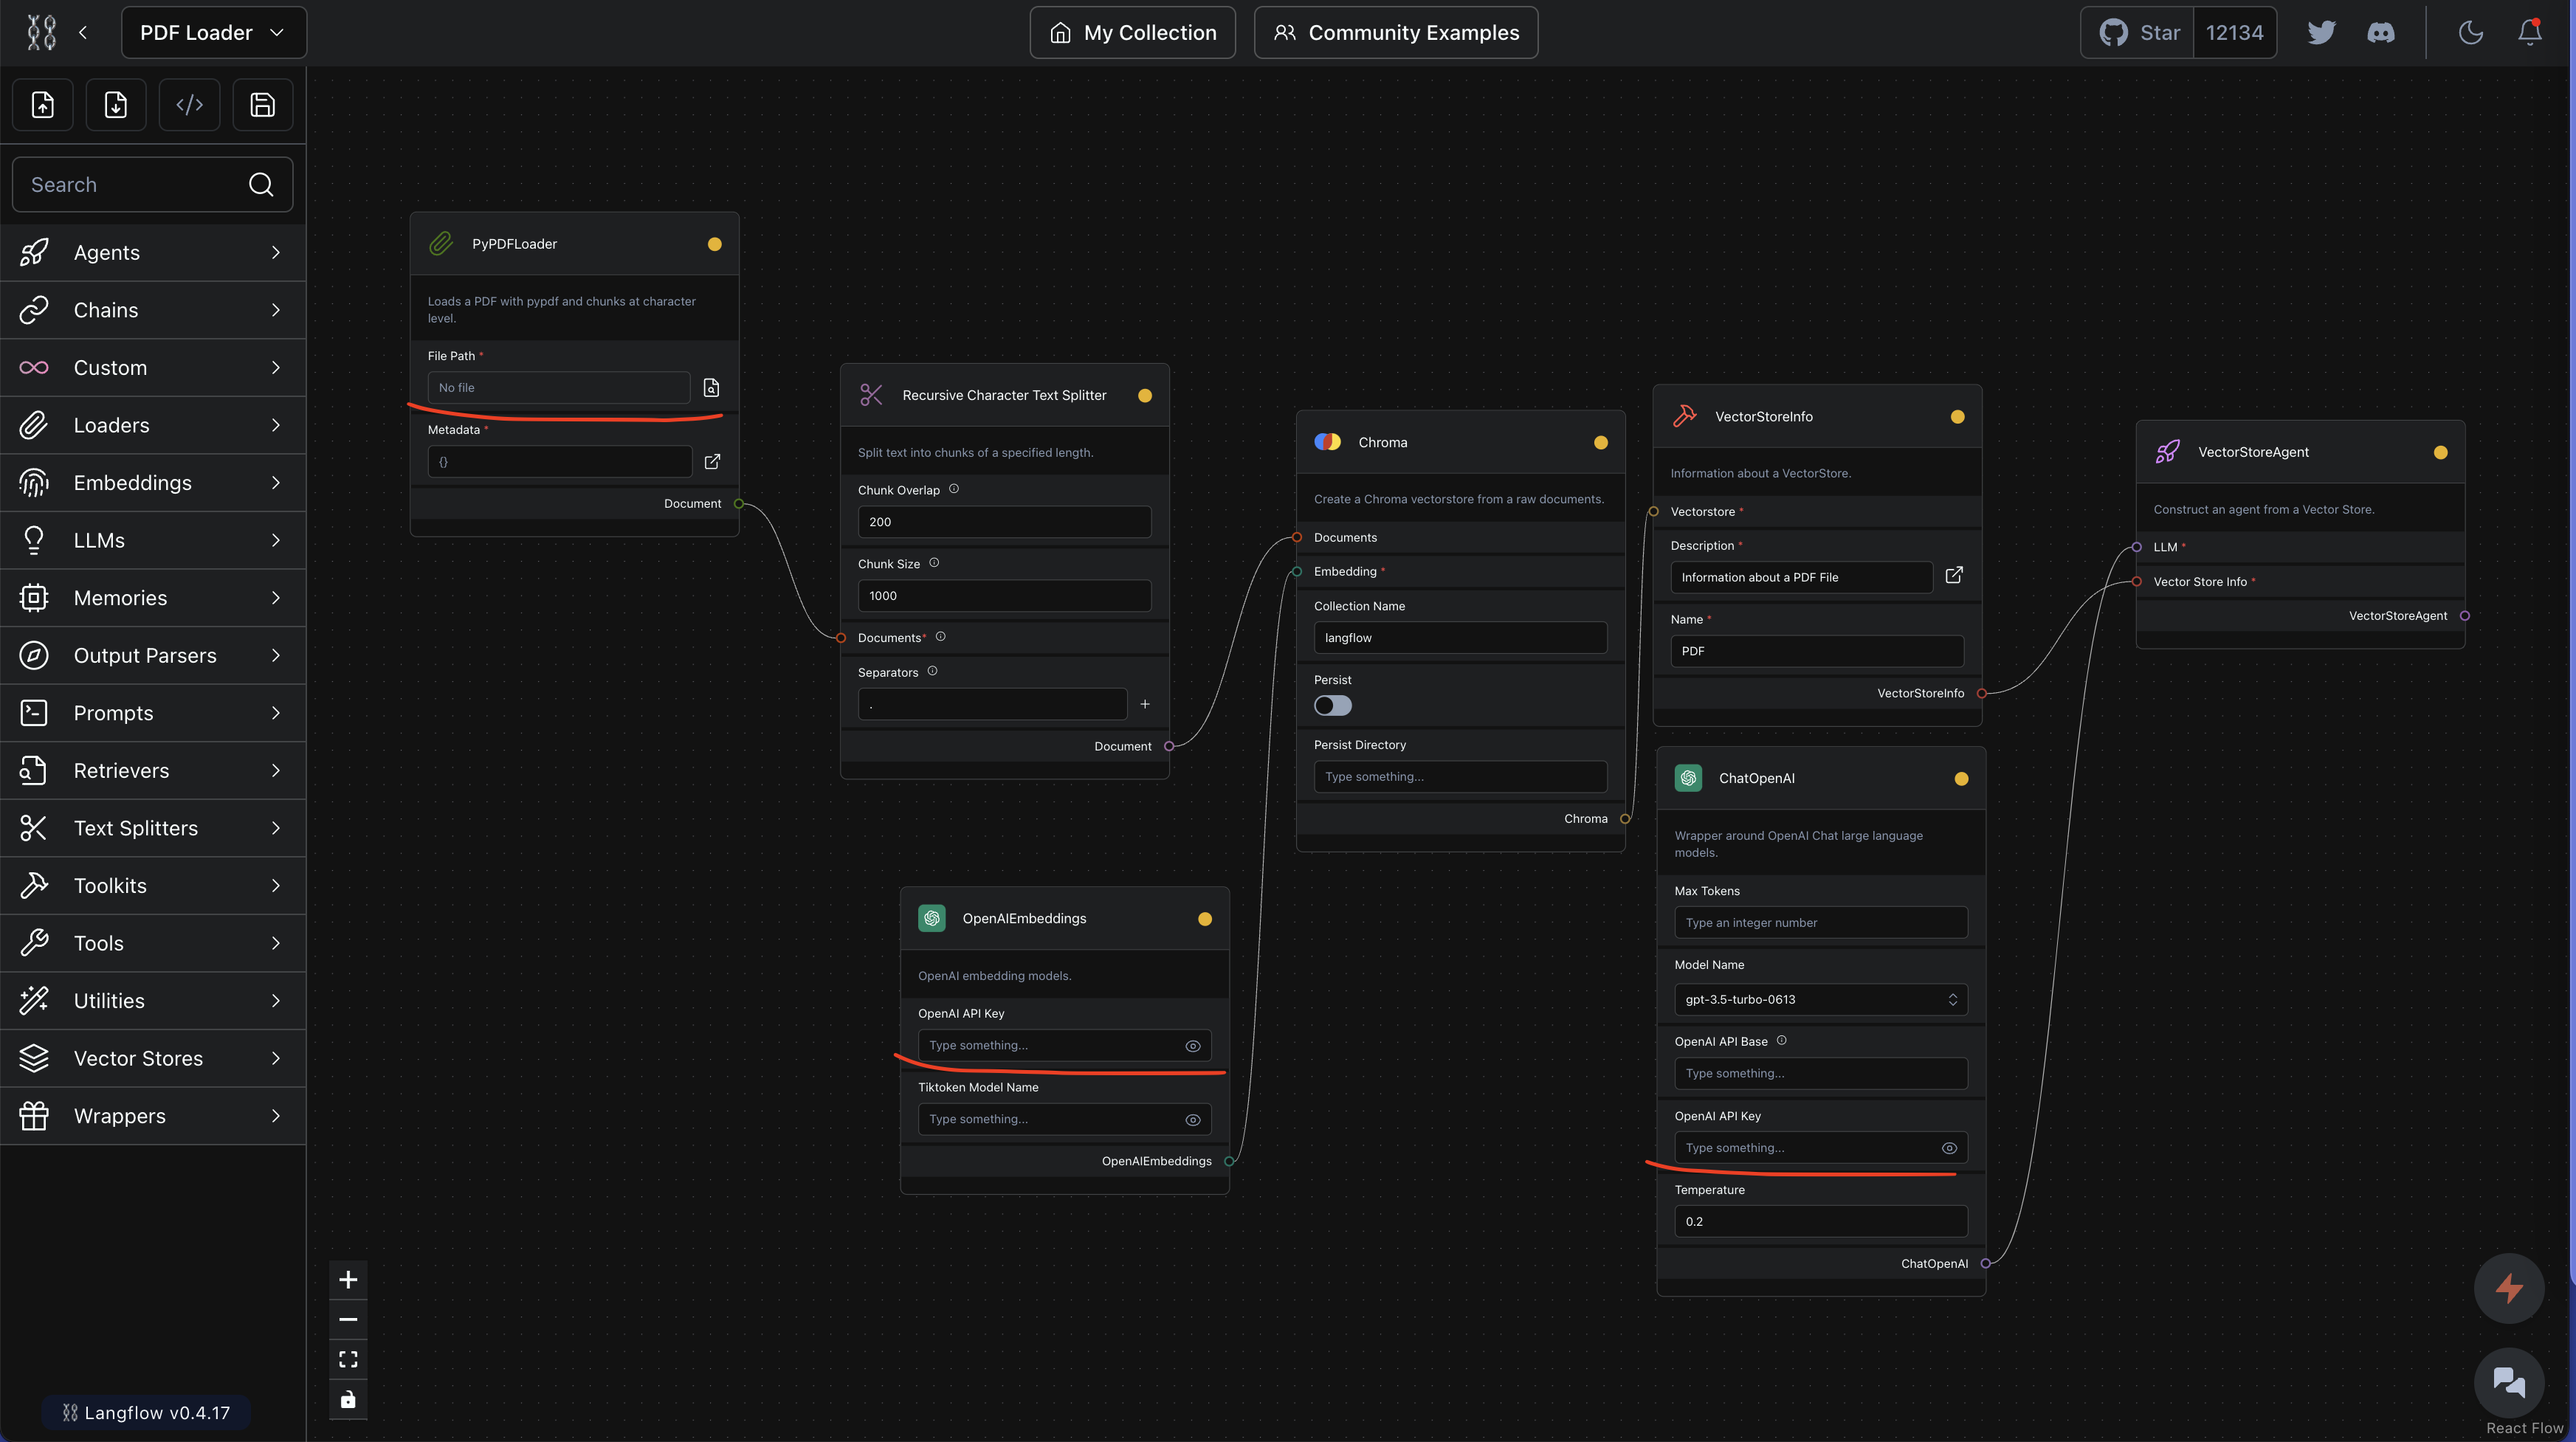 PDF Loader
My Collection
Community Examples
Star 12134
Search
Agents
Chains
Custom
Loaders
Embeddings
LLMs
Memories
Output Parsers
Prompts
Retrievers
Text Splitters
Toolkits
Tools
Utilities
Vector Stores
Wrappers
Langflow v0.4.17
PyPDFLoader
Loads a PDF with pypdf and chunks at character
level.
File Path *
No file
Metadata *
{}
Document
Recursive Character Text Splitter
Split text into chunks of a specified length.
Chunk Overlap
200
Chunk Size
1000
Documents*
Separators
.
Document
OpenAIEmbeddings
OpenAI embedding models.
OpenAI API Key
Type something...
Tiktoken Model Name
Type something...
OpenAIEmbeddings
Chroma
Create a Chroma vectorstore from a raw documents.
Documents
Embedding *
Collection Name
langflow
Persist
Persist Directory
Type something...
Chroma
VectorStoreInfo
Information about a VectorStore.
Vectorstore *
Description *
Information about a PDF File
Name *
PDF
VectorStoreInfo
ChatOpenAI
Wrapper around OpenAI Chat large language
models.
Max Tokens
Type an integer number
Model Name
gpt-3.5-turbo-0613
OpenAI API Base
Type something...
OpenAI API Key
Type something...
Temperature
0.2
ChatOpenAI
VectorStoreAgent
Construct an agent from a Vector Store.
LLM *
Vector Store Info *
VectorStoreAgent
React Flow